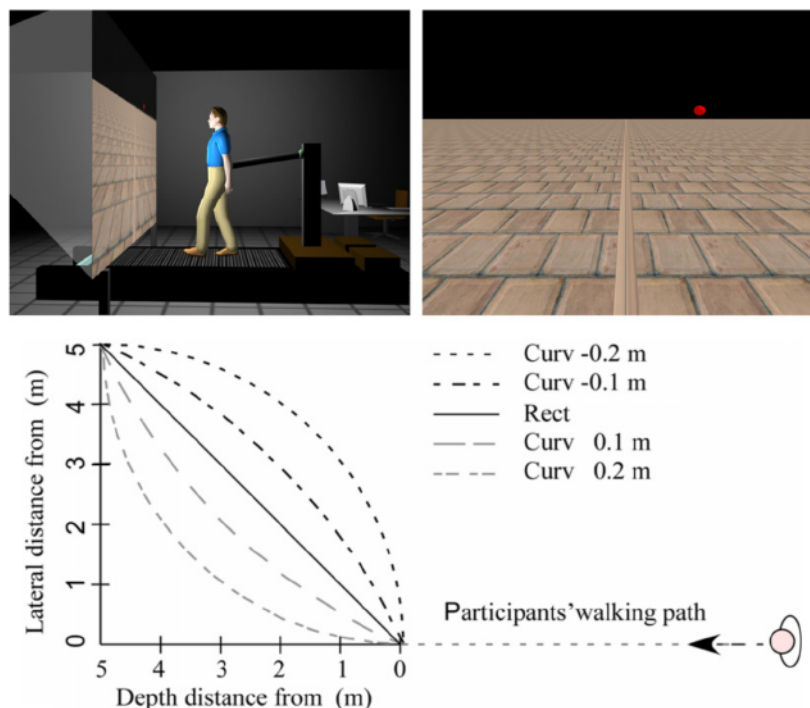 5
4
3
2
1
0
Lateral distance from (m)
5 4 3 2 1 0
Depth distance from (m)
Curv -0.2 m
Curv -0.1 m
Rect
Curv 0.1 m
Curv 0.2 m
Participants'walking path